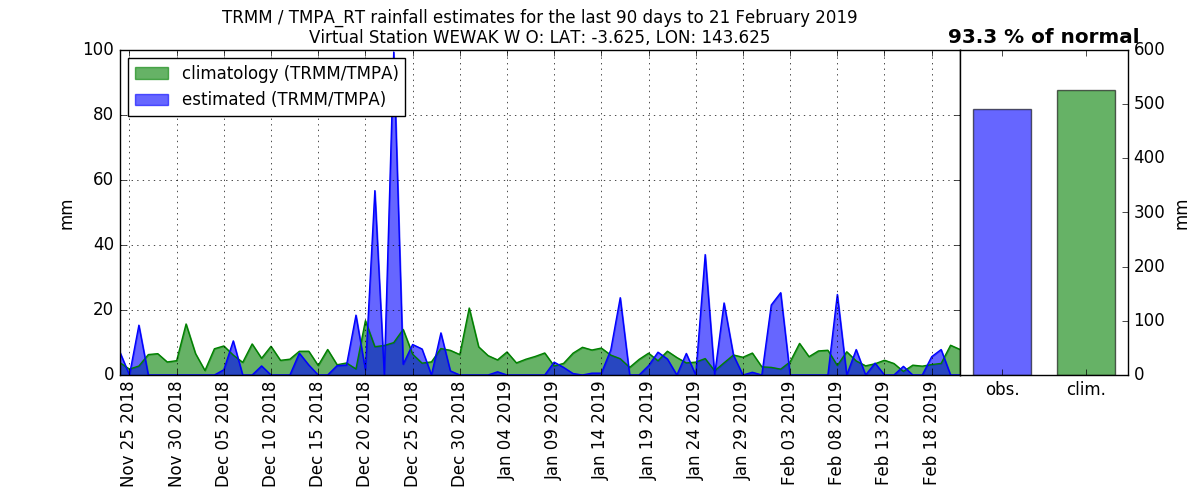 TRMM / TMPA_RT rainfall estimates for the last 90 days to 21 February 2019
Virtual Station WEWAK W O: LAT: -3.625, LON: 143.625
93.3 % of normal
climatology (TRMM/TMPA)
estimated (TRMM/TMPA)
100
80
60
40
20
0
mm
Nov 25 2018
Nov 30 2018
Dec 05 2018
Dec 10 2018
Dec 15 2018
Dec 20 2018
Dec 25 2018
Dec 30 2018
Jan 04 2019
Jan 09 2019
Jan 14 2019
Jan 19 2019
Jan 24 2019
Jan 29 2019
Feb 03 2019
Feb 08 2019
Feb 13 2019
Feb 18 2019
obs.
clim.
600
500
400
300
200
100
0
mm